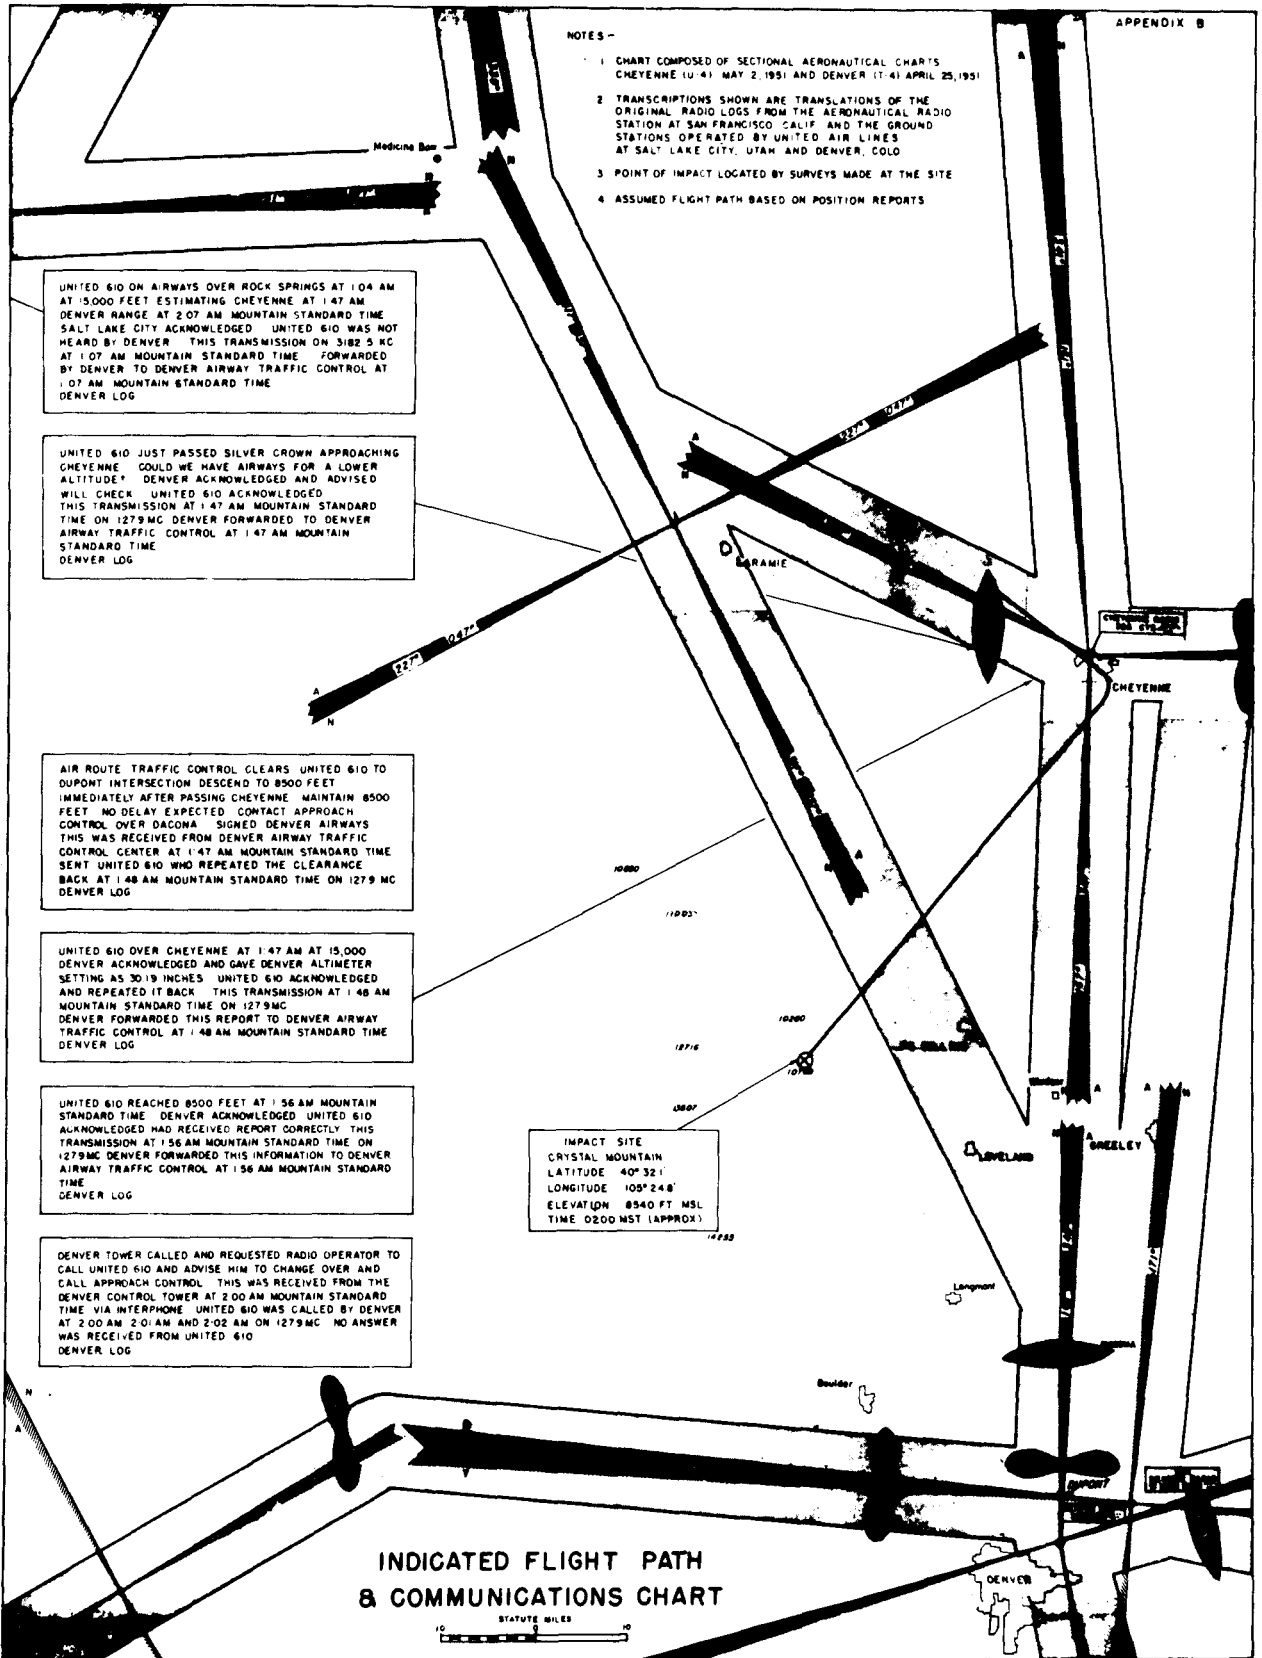 APPENDIX B
NOTES -
1 CHART COMPOSED OF SECTIONAL AERONAUTICAL CHARTS
CHEYENNE (U-4) MAY 2, 1951 AND DENVER (T-4) APRIL 25, 1951
2 TRANSCRIPTIONS SHOWN ARE TRANSLATIONS OF THE
ORIGINAL RADIO LOGS FROM THE AERONAUTICAL RADIO
STATION AT SAN FRANCISCO CALIF AND THE GROUND
STATIONS OPERATED BY UNITED AIR LINES
AT SALT LAKE CITY, UTAH AND DENVER, COLO
3 POINT OF IMPACT LOCATED BY SURVEYS MADE AT THE SITE
4 ASSUMED FLIGHT PATH BASED ON POSITION REPORTS
Medicine Bow
UNITED 610 ON AIRWAYS OVER ROCK SPRINGS AT 1 04 AM
AT 15,000 FEET ESTIMATING CHEYENNE AT 1 47 AM
DENVER RANGE AT 2 07 AM MOUNTAIN STANDARD TIME
SALT LAKE CITY ACKNOWLEDGED UNITED 610 WAS NOT
HEARD BY DENVER THIS TRANSMISSION ON 3182 5 KC
AT 1 07 AM MOUNTAIN STANDARD TIME FORWARDED
BY DENVER TO DENVER AIRWAY TRAFFIC CONTROL AT
1 07 AM MOUNTAIN STANDARD TIME
DENVER LOG
UNITED 610 JUST PASSED SILVER CROWN APPROACHING
CHEYENNE COULD WE HAVE AIRWAYS FOR A LOWER
ALTITUDE? DENVER ACKNOWLEDGED AND ADVISED
WILL CHECK UNITED 610 ACKNOWLEDGED
THIS TRANSMISSION AT 1 47 AM MOUNTAIN STANDARD
TIME ON 127 9 MC DENVER FORWARDED TO DENVER
AIRWAY TRAFFIC CONTROL AT 1 47 AM MOUNTAIN
STANDARD TIME
DENVER LOG
227° 047°
A
N
LARAMIE
047°
227°
A
N
CHEYENNE
AIR ROUTE TRAFFIC CONTROL CLEARS UNITED 610 TO
DUPONT INTERSECTION DESCEND TO 8500 FEET
IMMEDIATELY AFTER PASSING CHEYENNE MAINTAIN 8500
FEET NO DELAY EXPECTED CONTACT APPROACH
CONTROL OVER DACONA SIGNED DENVER AIRWAYS
THIS WAS RECEIVED FROM DENVER AIRWAY TRAFFIC
CONTROL CENTER AT 1 47 AM MOUNTAIN STANDARD TIME
SENT UNITED 610 WHO REPEATED THE CLEARANCE
BACK AT 1 48 AM MOUNTAIN STANDARD TIME ON 127 9 MC
DENVER LOG
UNITED 610 OVER CHEYENNE AT 1:47 AM AT 15,000
DENVER ACKNOWLEDGED AND GAVE DENVER ALTIMETER
SETTING AS 30.19 INCHES UNITED 610 ACKNOWLEDGED
AND REPEATED IT BACK THIS TRANSMISSION AT 1 48 AM
MOUNTAIN STANDARD TIME ON 127 9 MC
DENVER FORWARDED THIS REPORT TO DENVER AIRWAY
TRAFFIC CONTROL AT 1 48 AM MOUNTAIN STANDARD TIME
DENVER LOG
10260
12716
UNITED 610 REACHED 8500 FEET AT 1 56 AM MOUNTAIN
STANDARD TIME DENVER ACKNOWLEDGED UNITED 610
ACKNOWLEDGED HAD RECEIVED REPORT CORRECTLY THIS
TRANSMISSION AT 1 56 AM MOUNTAIN STANDARD TIME ON
127 9 MC DENVER FORWARDED THIS INFORMATION TO DENVER
AIRWAY TRAFFIC CONTROL AT 1 56 AM MOUNTAIN STANDARD
TIME
DENVER LOG
IMPACT SITE
CRYSTAL MOUNTAIN
LATITUDE 40° 32.1'
LONGITUDE 105° 24.8'
ELEVATION 8540 FT MSL
TIME 0200 MST (APPROX)
GREELEY
LOVELAND
14255
171°
Longmont
DENVER TOWER CALLED AND REQUESTED RADIO OPERATOR TO
CALL UNITED 610 AND ADVISE HIM TO CHANGE OVER AND
CALL APPROACH CONTROL THIS WAS RECEIVED FROM THE
DENVER CONTROL TOWER AT 2 00 AM MOUNTAIN STANDARD
TIME VIA INTERPHONE UNITED 610 WAS CALLED BY DENVER
AT 2 00 AM 2:01 AM AND 2:02 AM ON 127 9 MC NO ANSWER
WAS RECEIVED FROM UNITED 610
DENVER LOG
Boulder
DUPONT
DENVER
INDICATED FLIGHT PATH
& COMMUNICATIONS CHART
STATUTE MILES
10 0 10